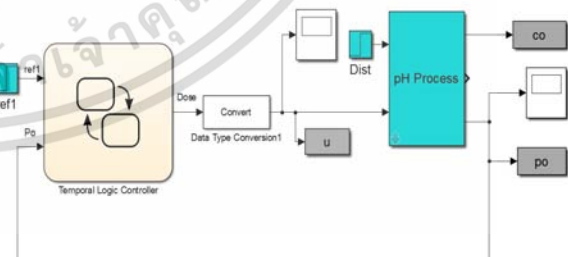 ref1
ref1
Po
Temporal Logic Controller
Dose
Convert
Data Type Conversion1
u
Dist
pH Process
co
po